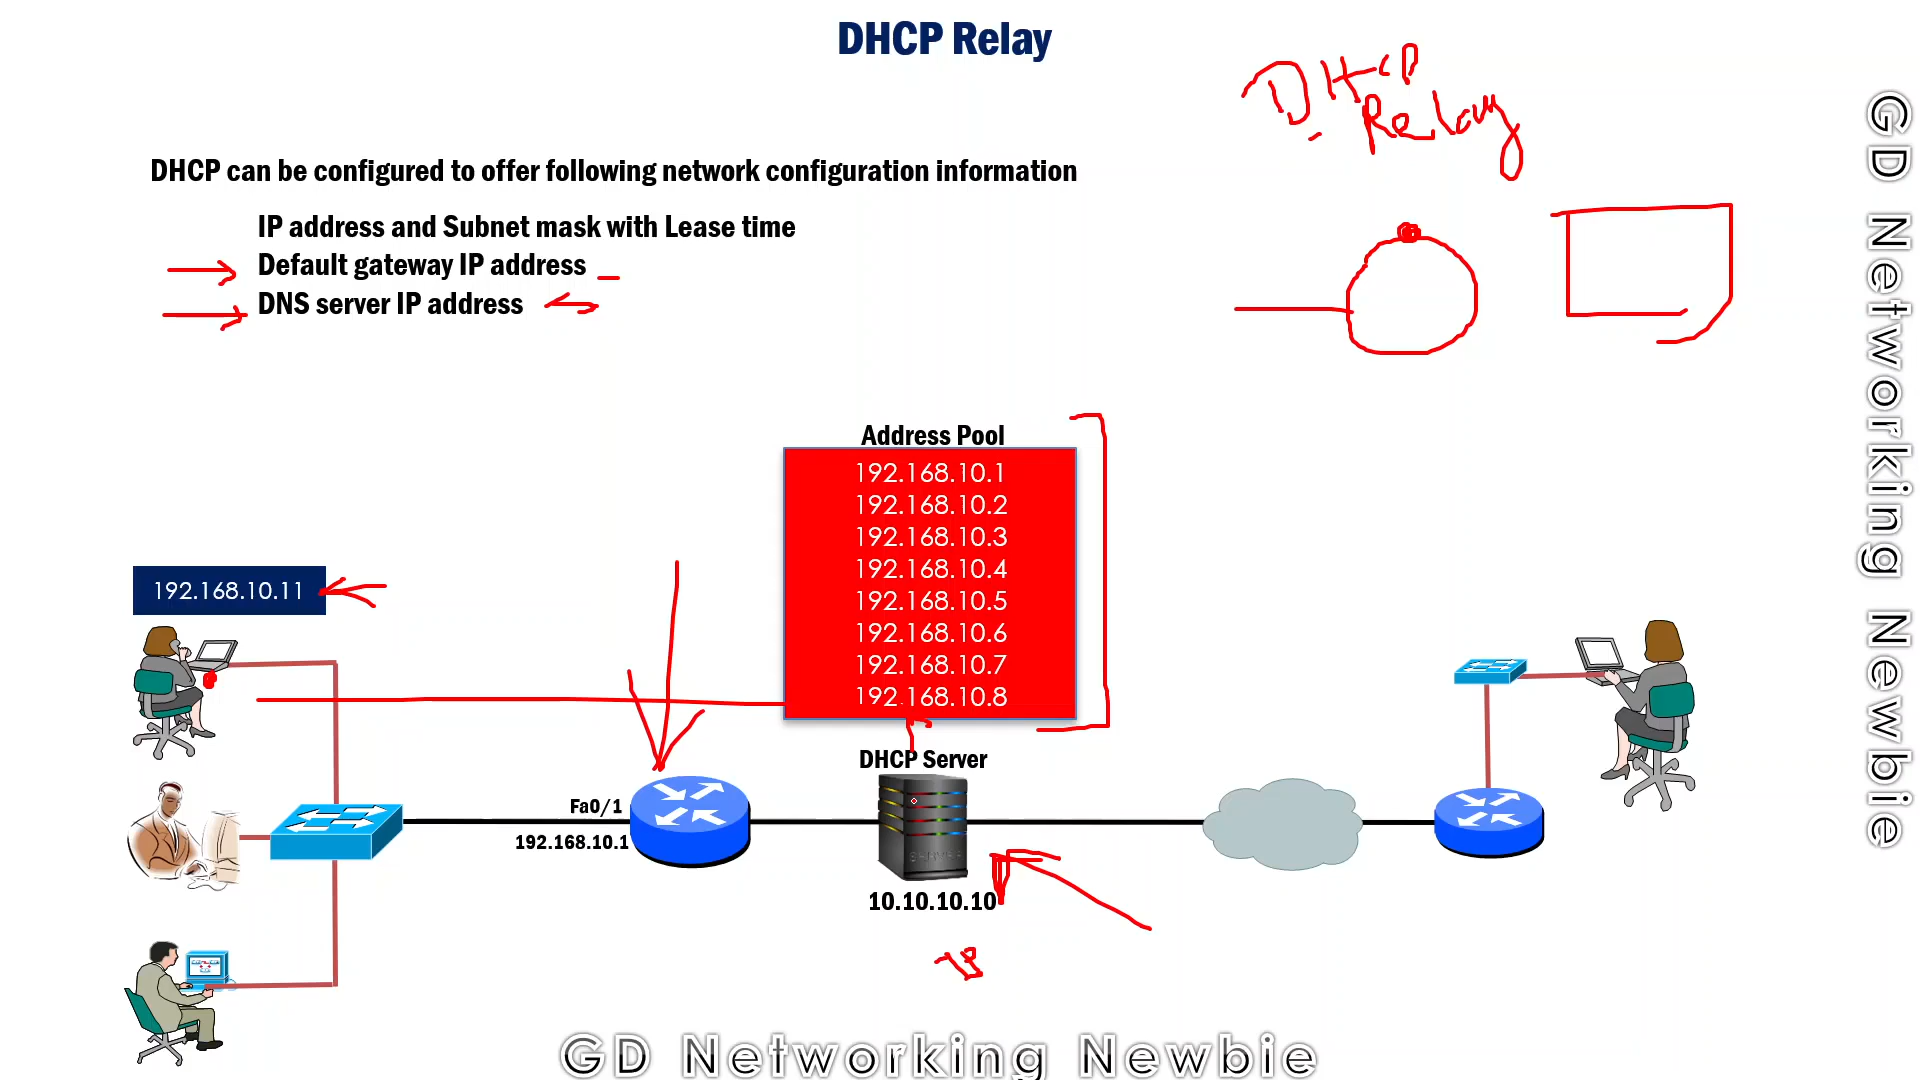 DHCP Relay
DHCP
Relay
DHCP can be configured to offer following network configuration information
IP address and Subnet mask with Lease time
Default gateway IP address
DNS server IP address
Address Pool
192.168.10.1
192.168.10.2
192.168.10.3
192.168.10.4
192.168.10.5
192.168.10.6
192.168.10.7
192.168.10.8
192.168.10.11
DHCP Server
Fa0/1
192.168.10.1
10.10.10.10
GD Networking Newbie
GD Networking Newbie